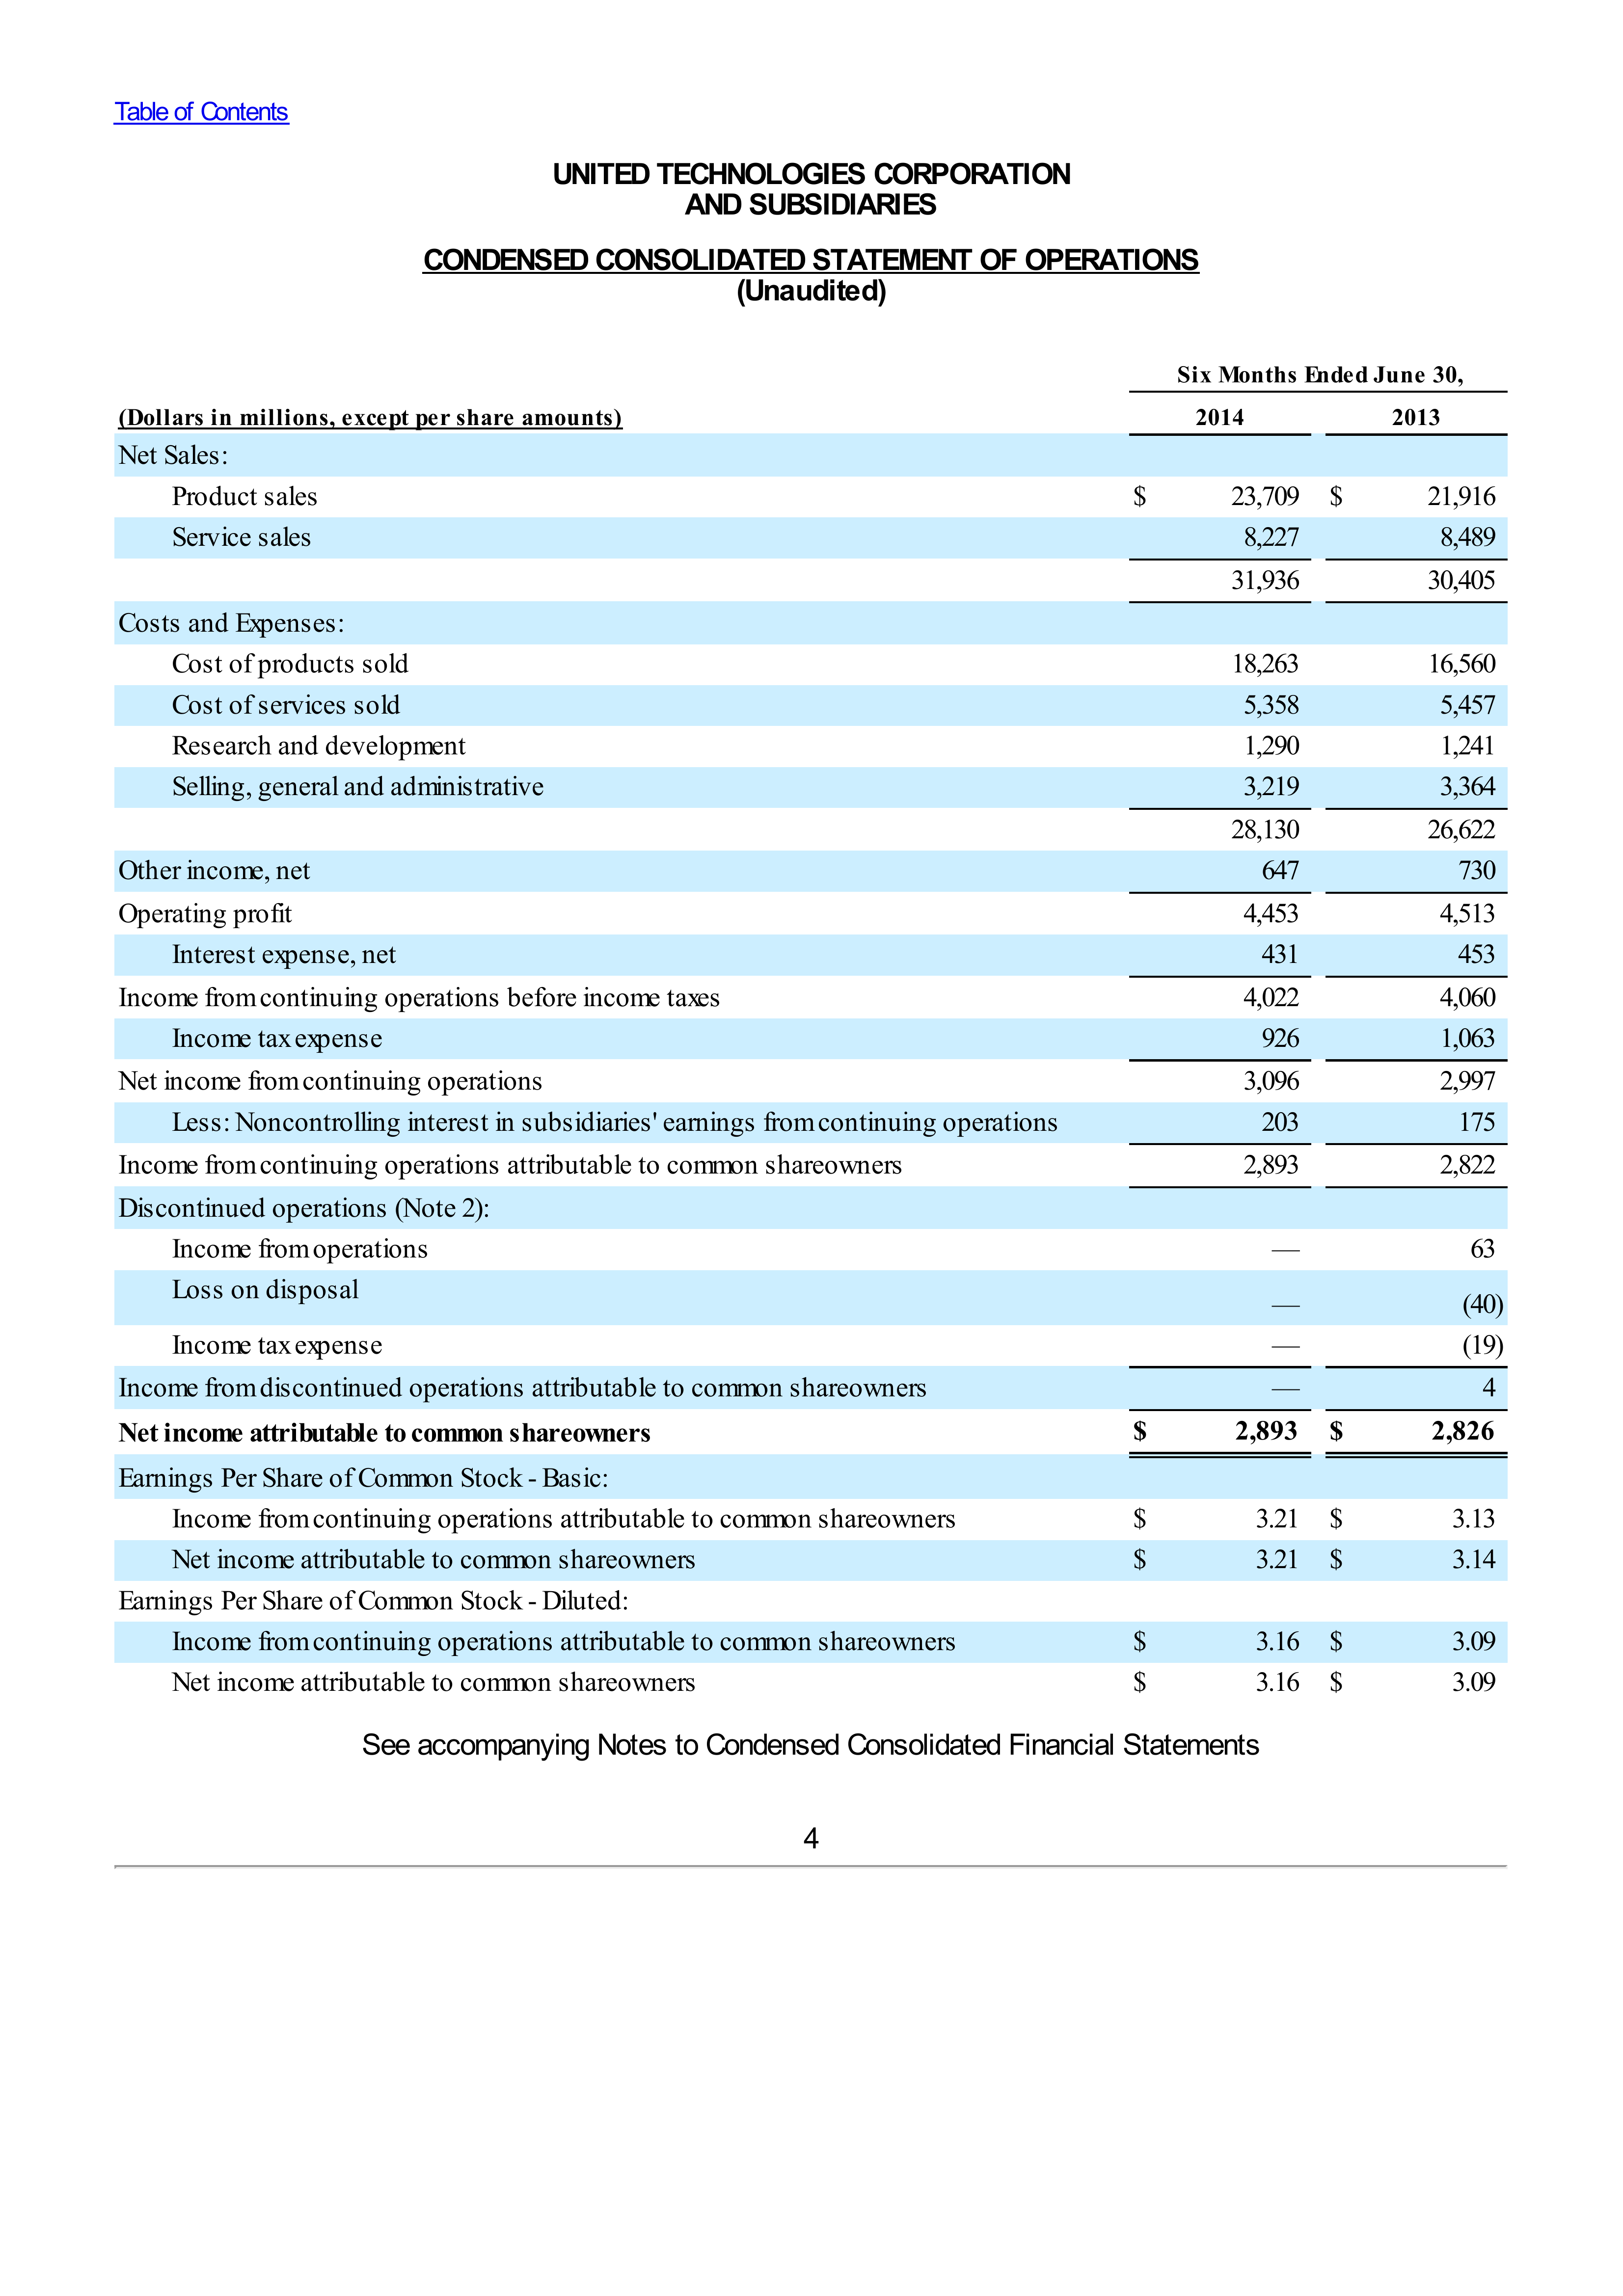 Table of Contents
UNITED TECHNOLOGIES CORPORATION
AND SUBSIDIARIES
CONDENSED CONSOLIDATED STATEMENT OF OPERATIONS
(Unaudited)
Six Months Ended June 30,
(Dollars in millions, except per share amounts) 2014 2013
Net Sales:
Product sales $ 23,709 $ 21,916
Service sales 8,227 8,489
31,936 30,405
Costs and Expenses:
Cost of products sold 18,263 16,560
Cost of services sold 5,358 5,457
Research and development 1,290 1,241
Selling, general and administrative 3,219 3,364
28,130 26,622
Other income, net 647 730
Operating profit 4,453 4,513
Interest expense, net 431 453
Income from continuing operations before income taxes 4,022 4,060
Income tax expense 926 1,063
Net income from continuing operations 3,096 2,997
Less: Noncontrolling interest in subsidiaries' earnings from continuing operations 203 175
Income from continuing operations attributable to common shareowners 2,893 2,822
Discontinued operations (Note 2):
Income from operations — 63
Loss on disposal — (40)
Income tax expense — (19)
Income from discontinued operations attributable to common shareowners — 4
Net income attributable to common shareowners $ 2,893 $ 2,826
Earnings Per Share of Common Stock - Basic:
Income from continuing operations attributable to common shareowners $ 3.21 $ 3.13
Net income attributable to common shareowners $ 3.21 $ 3.14
Earnings Per Share of Common Stock - Diluted:
Income from continuing operations attributable to common shareowners $ 3.16 $ 3.09
Net income attributable to common shareowners $ 3.16 $ 3.09
See accompanying Notes to Condensed Consolidated Financial Statements
4